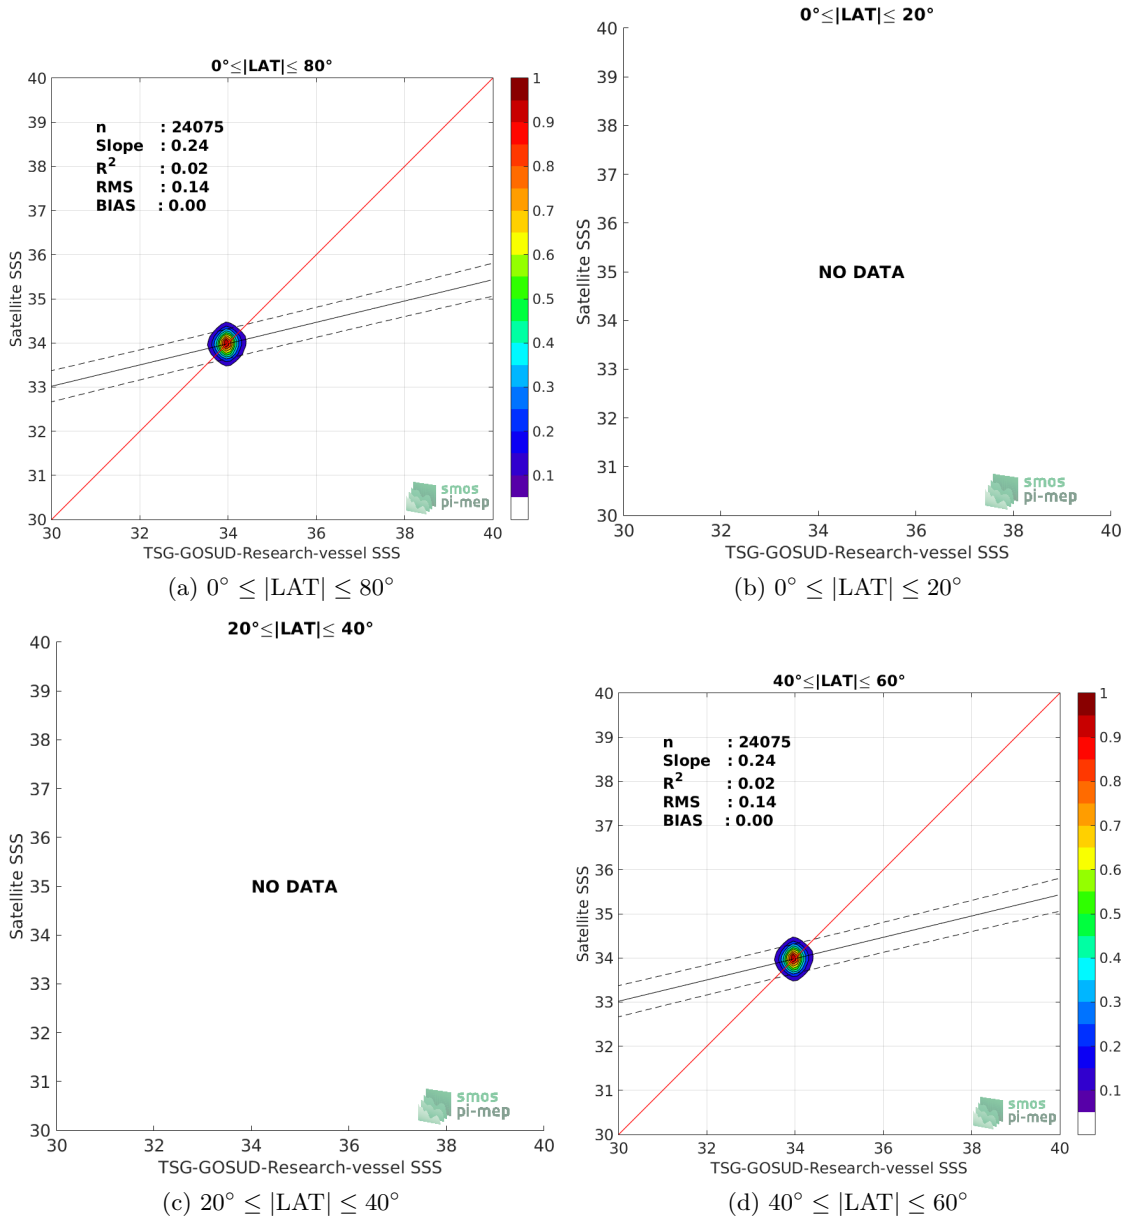 0°≤|LAT|≤ 80°
40
39
38
37
36
35
34
33
32
31
30
Satellite SSS
n : 24075
Slope : 0.24
R² : 0.02
RMS : 0.14
BIAS : 0.00
1
0.9
0.8
0.7
0.6
0.5
0.4
0.3
0.2
0.1
smos
pi-mep
30 32 34 36 38 40
TSG-GOSUD-Research-vessel SSS
(a) 0° ≤ |LAT| ≤ 80°
0°≤|LAT|≤ 20°
40
39
38
37
36
35
34
33
32
31
30
Satellite SSS
NO DATA
smos
pi-mep
30 32 34 36 38 40
TSG-GOSUD-Research-vessel SSS
(b) 0° ≤ |LAT| ≤ 20°
20°≤|LAT|≤ 40°
40
39
38
37
36
35
34
33
32
31
30
Satellite SSS
NO DATA
smos
pi-mep
30 32 34 36 38 40
TSG-GOSUD-Research-vessel SSS
(c) 20° ≤ |LAT| ≤ 40°
40°≤|LAT|≤ 60°
40
39
38
37
36
35
34
33
32
31
30
Satellite SSS
n : 24075
Slope : 0.24
R² : 0.02
RMS : 0.14
BIAS : 0.00
1
0.9
0.8
0.7
0.6
0.5
0.4
0.3
0.2
0.1
smos
pi-mep
30 32 34 36 38 40
TSG-GOSUD-Research-vessel SSS
(d) 40° ≤ |LAT| ≤ 60°